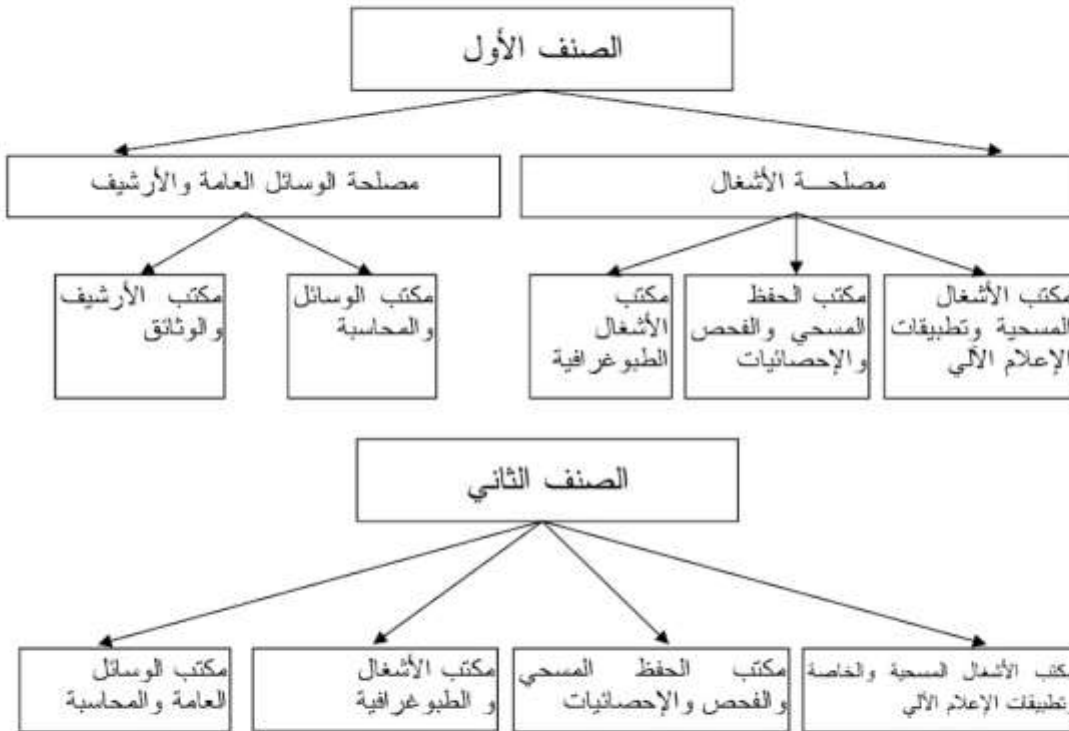 الصنف الأول
مصلحــة الأشغال
مصلحة الوسائل العامة والأرشيف
مكتب الأشغال
المسحية وتطبيقات
الإعلام الآلي
مكتب الحفظ
المسحي والفحص
والإحصائيات
مكتب
الأشغال
الطبوغرافية
مكتب الوسائل
والمحاسبة
مكتب الأرشيف
والوثائق
الصنف الثاني
مكتب الأشغال المسحية والخاصة
وتطبيقات الإعلام الآلي
مكتب الحفظ المسحي
والفحص والإحصائيات
مكتب الأشغال
و الطبوغرافية
مكتب الوسائل
العامة والمحاسبة